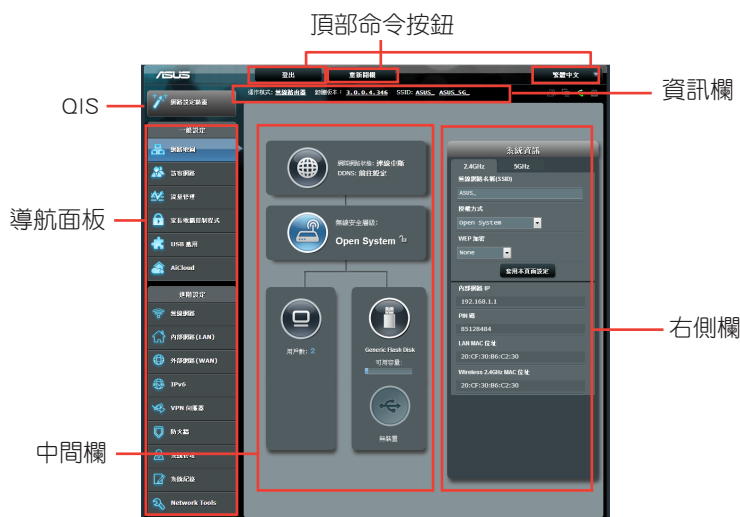 頂部命令按鈕
資訊欄
QIS
導航面板
中間欄
右側欄
ASUS
登出
重新開機
繁體中文
操作模式: 無線路由器 韌體版本: 3.0.0.4.346 SSID: ASUS_ ASUS_5G_
網路設定精靈
一般設定
網路地圖
訪客網路
流量管理
家長電腦控制程式
USB 應用
AiCloud
進階設定
無線網路
內部網路(LAN)
外部網路(WAN)
IPv6
VPN 伺服器
防火牆
系統管理
系統記錄
Network Tools
網際網路狀態: 連線中斷
DDNS: 前往設定
無線安全層級:
Open System
用戶數: 2
Generic Flash Disk
可用容量:
無裝置
系統資訊
2.4GHz 5GHz
無線網路名稱(SSID)
ASUS_
授權方式
Open System
WEP 加密
None
套用本頁面設定
內部網路 IP
192.168.1.1
PIN 碼
85128484
LAN MAC 位址
20:CF:30:B6:C2:30
Wireless 2.4GHz MAC 位址
20:CF:30:B6:C2:30